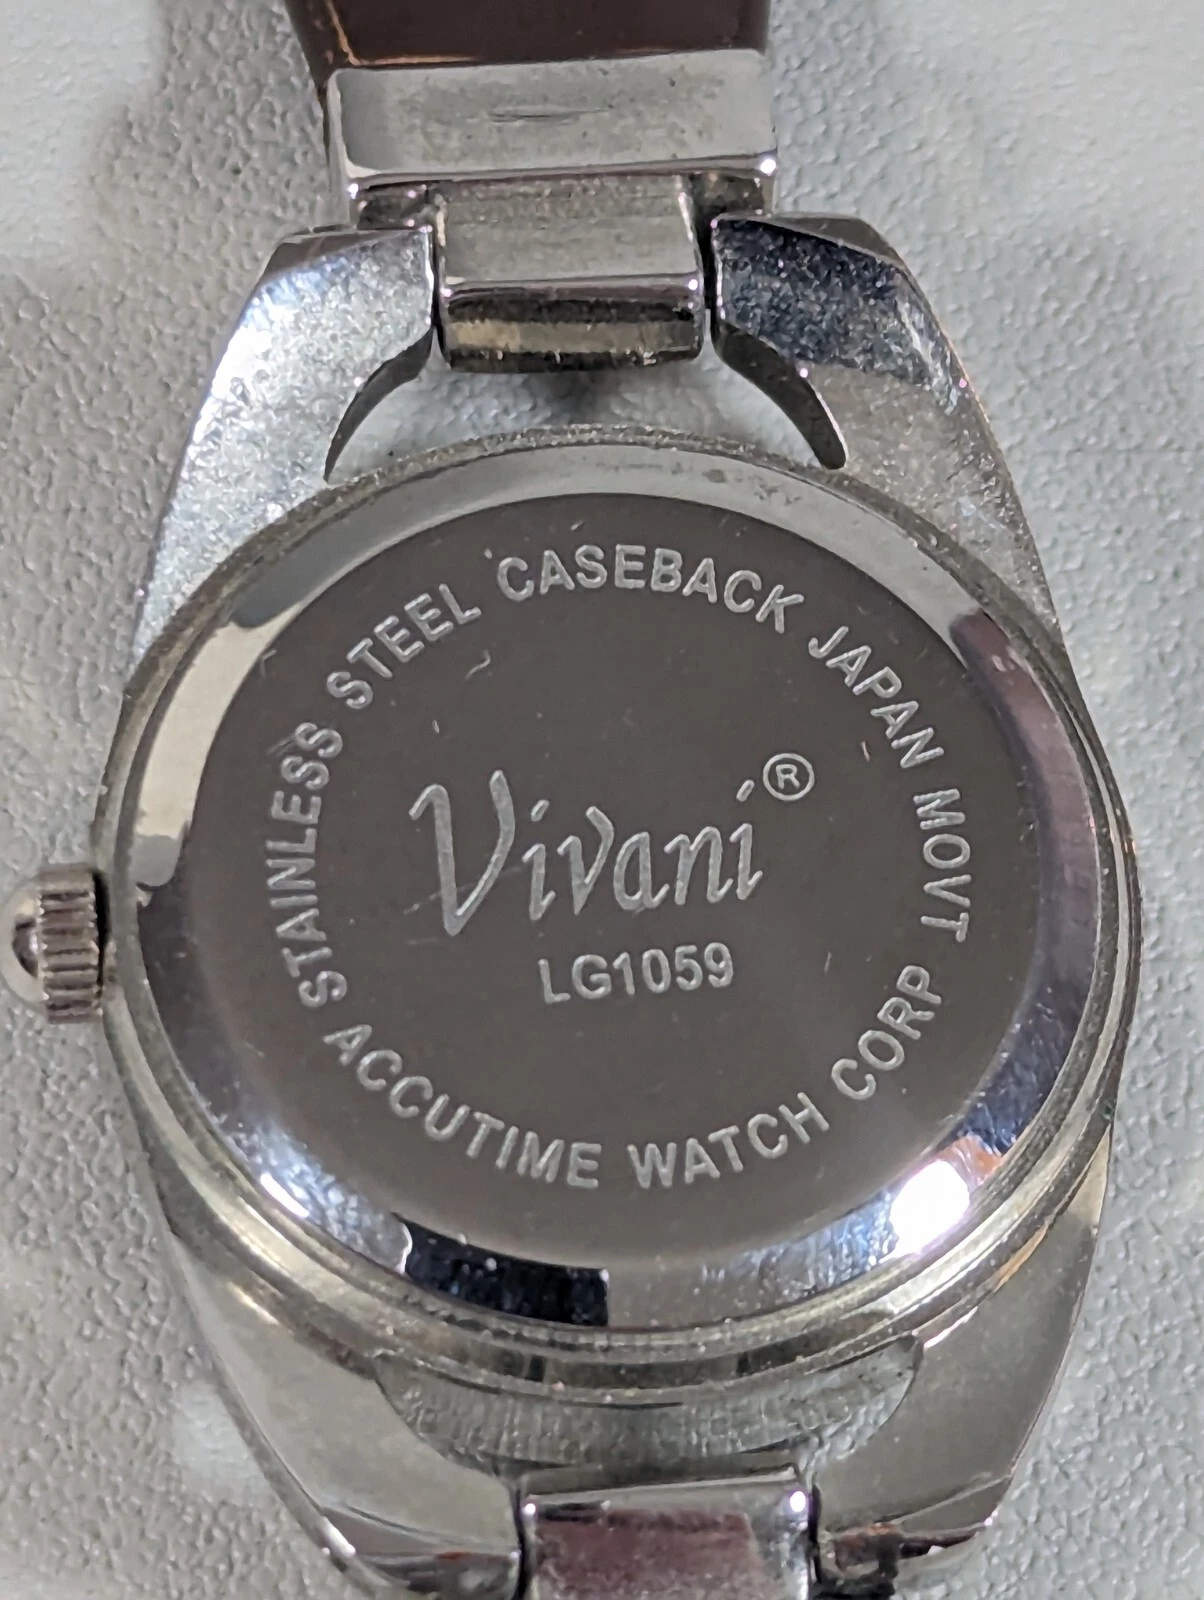 STAINLESS STEEL CASEBACK JAPAN MOVT
Vivani®
LG1059
ACCUTIME WATCH CORP